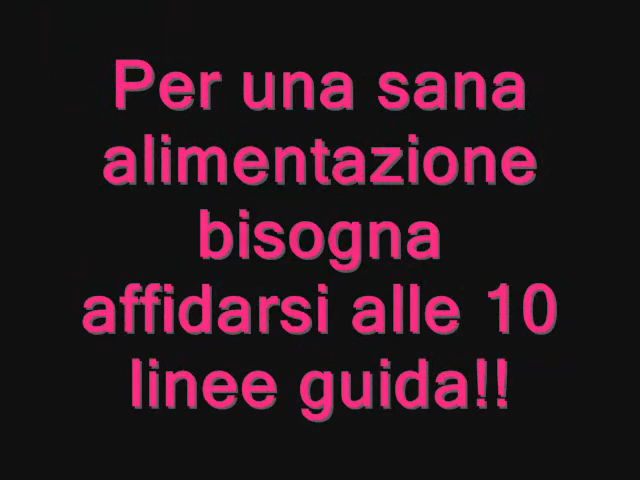 Per una sana
alimentazione
bisogna
affidarsi alle 10
linee guida!!